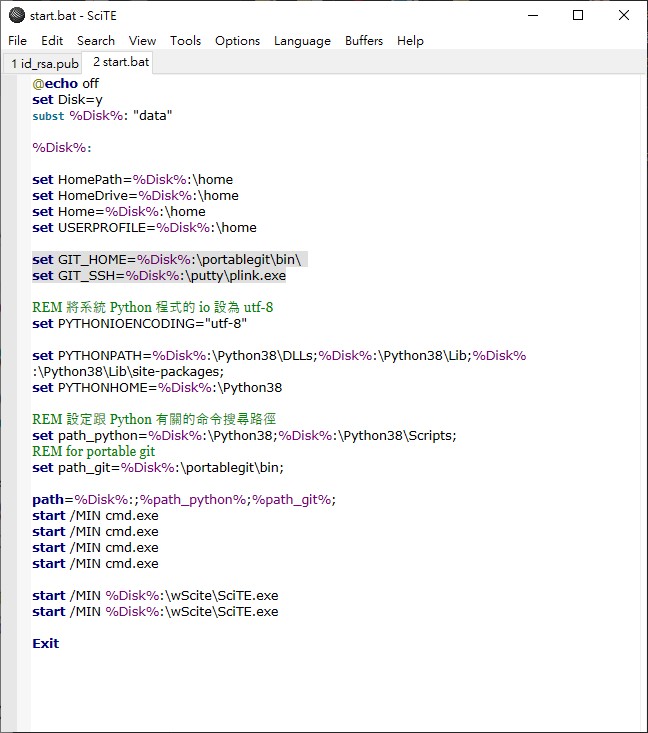 start.bat - SciTE
File Edit Search View Tools Options Language Buffers Help
1 id_rsa.pub 2 start.bat
@echo off
set Disk=y
subst %Disk%: "data"
%Disk%:
set HomePath=%Disk%:\home
set HomeDrive=%Disk%:\home
set Home=%Disk%:\home
set USERPROFILE=%Disk%:\home
set GIT_HOME=%Disk%:\portablegit\bin\
set GIT_SSH=%Disk%:\putty\plink.exe
REM 將系統 Python 程式的 io 設為 utf-8
set PYTHONIOENCODING="utf-8"
set PYTHONPATH=%Disk%:\Python38\DLLs;%Disk%:\Python38\Lib;%Disk%
:\Python38\Lib\site-packages;
set PYTHONHOME=%Disk%:\Python38
REM 設定跟 Python 有關的命令搜尋路徑
set path_python=%Disk%:\Python38;%Disk%:\Python38\Scripts;
REM for portable git
set path_git=%Disk%:\portablegit\bin;
path=%Disk%:;%path_python%;%path_git%;
start /MIN cmd.exe
start /MIN cmd.exe
start /MIN cmd.exe
start /MIN cmd.exe
start /MIN %Disk%:\wScite\SciTE.exe
start /MIN %Disk%:\wScite\SciTE.exe
Exit